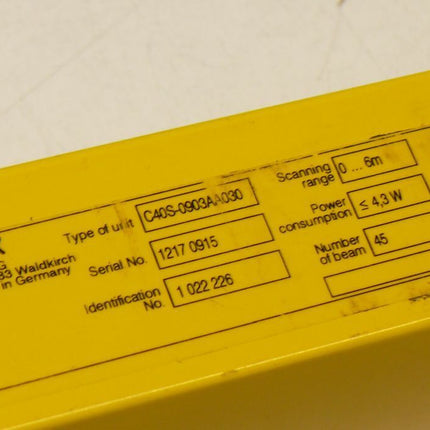 Type of unit C40S-0903AA030
Serial No. 1217 0915
Identification No. 1 022 226
Scanning range 0 ... 6m
Power consumption ≤ 4,3 W
Number of beam 45
Waldkirch
in Germany